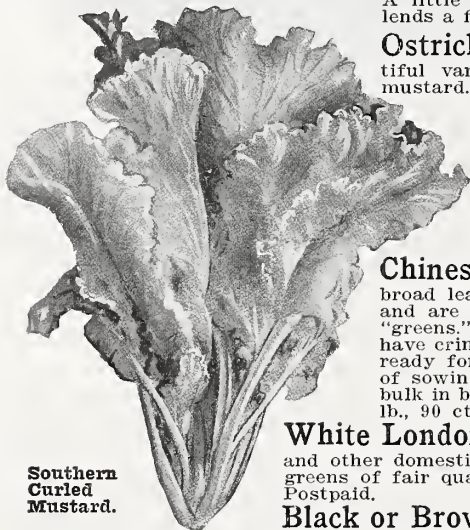 lends a f
Ostrich
tiful var
mustard.
Chines
broad lea
and are
"greens."
have crim
ready for
of sowin
bulk in b
lb., 90 ct
White London
and other domesti
greens of fair qua
Postpaid.
Black or Brow
Southern
Curled
Mustard.